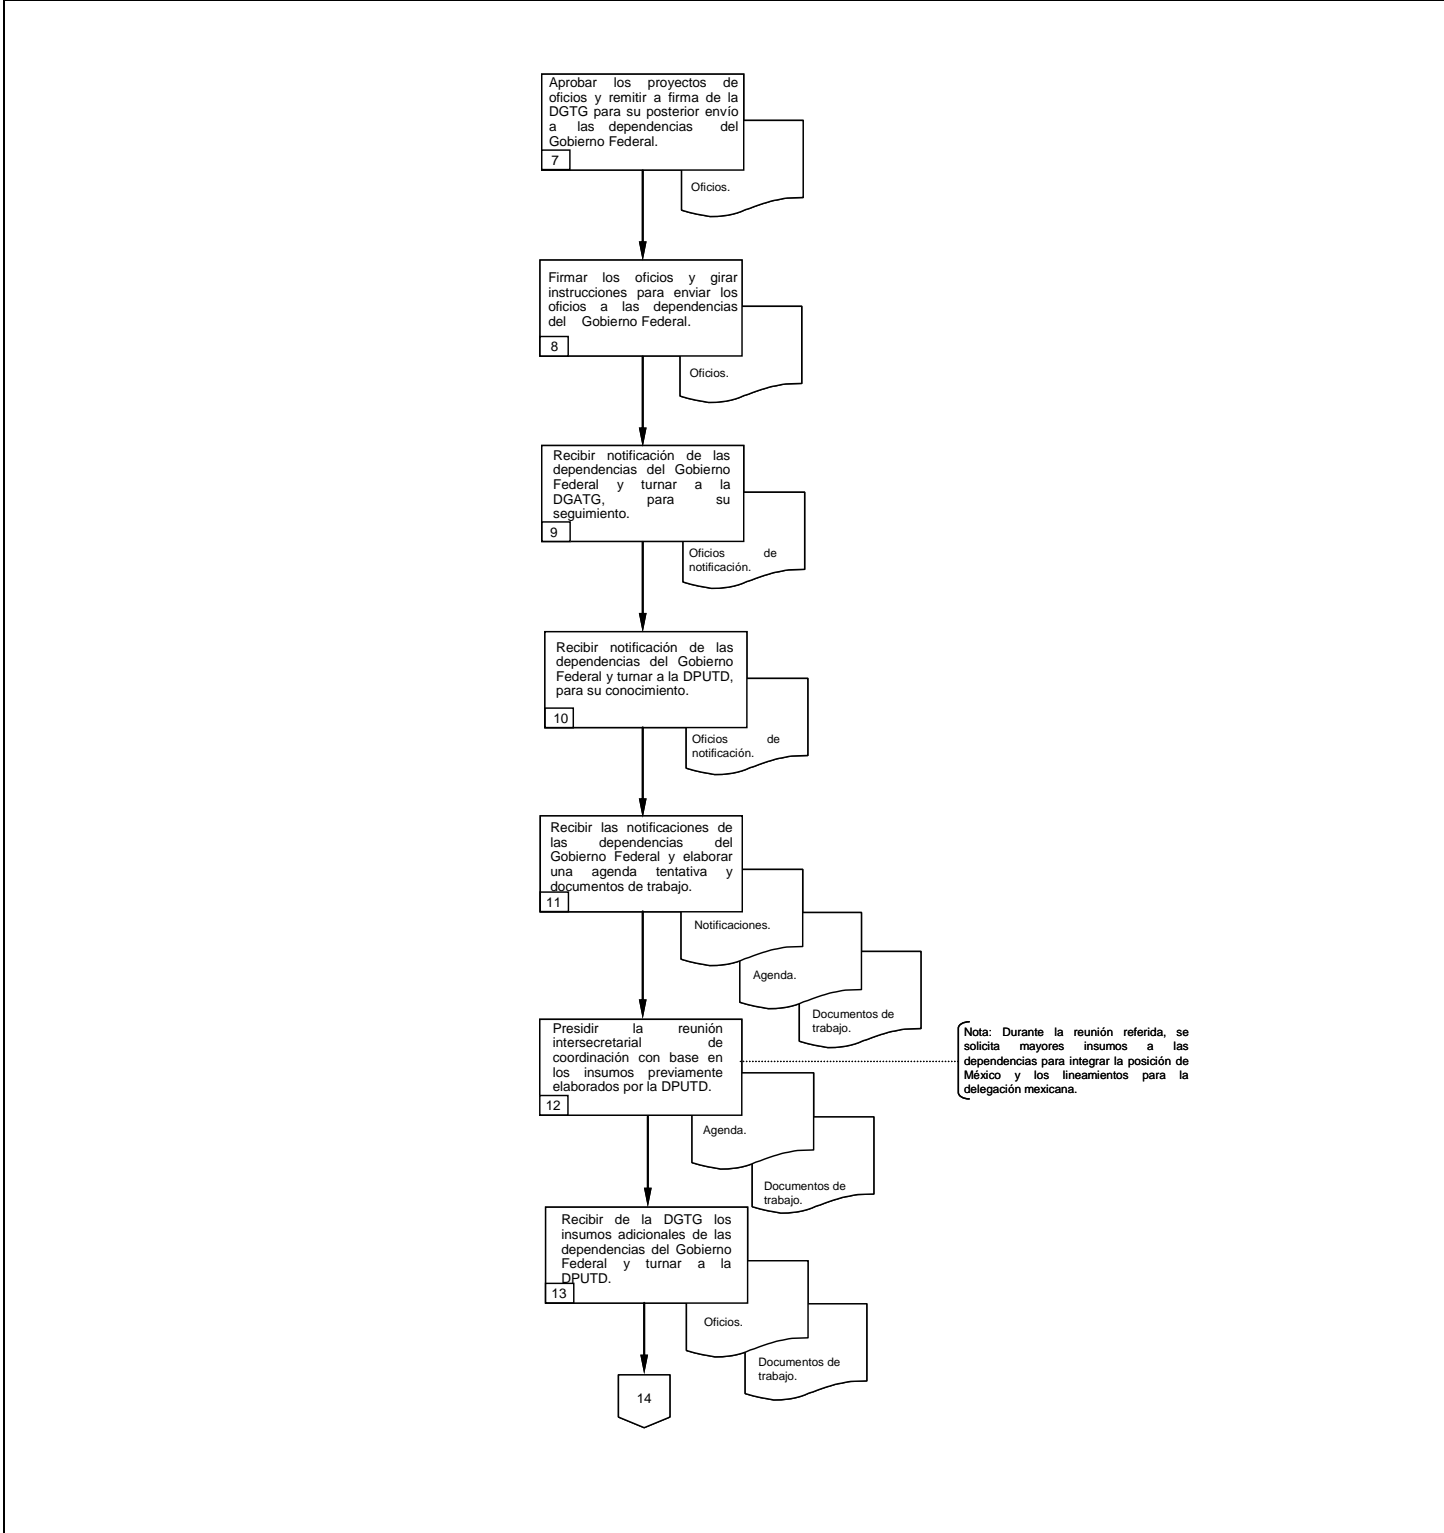 Aprobar los proyectos de
oficios y remitir a firma de la
DGTG para su posterior envío
a las dependencias del
Gobierno Federal.
7
Oficios.
Firmar los oficios y girar
instrucciones para enviar los
oficios a las dependencias
del Gobierno Federal.
8
Oficios.
Recibir notificación de las
dependencias del Gobierno
Federal y turnar a la
DGATG, para su
seguimiento.
9
Oficios de
notificación.
Recibir notificación de las
dependencias del Gobierno
Federal y turnar a la DPUTD,
para su conocimiento.
10
Oficios de
notificación.
Recibir las notificaciones de
las dependencias del
Gobierno Federal y elaborar
una agenda tentativa y
documentos de trabajo.
11
Notificaciones.
Agenda.
Documentos de
trabajo.
Presidir la reunión
intersecretarial de
coordinación con base en
los insumos previamente
elaborados por la DPUTD.
12
Nota: Durante la reunión referida, se
solicita mayores insumos a las
dependencias para integrar la posición de
México y los lineamientos para la
delegación mexicana.
Agenda.
Documentos de
trabajo.
Recibir de la DGTG los
insumos adicionales de las
dependencias del Gobierno
Federal y turnar a la
DPUTD.
13
Oficios.
Documentos de
trabajo.
14